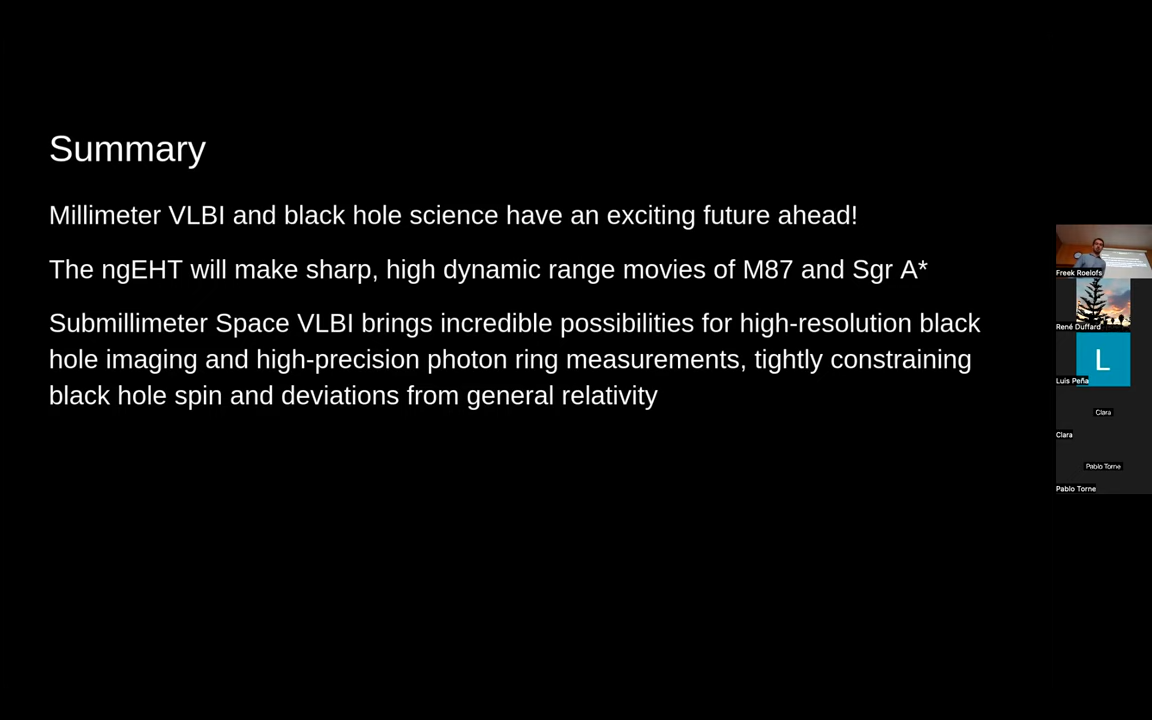 Summary
Millimeter VLBI and black hole science have an exciting future ahead!
The ngEHT will make sharp, high dynamic range movies of M87 and Sgr A*
Submillimeter Space VLBI brings incredible possibilities for high-resolution black
hole imaging and high-precision photon ring measurements, tightly constraining
black hole spin and deviations from general relativity
Freek Roelofs
René Duffard
L
Luis Peña
Clara
Clara
Pablo Torne
Pablo Torne